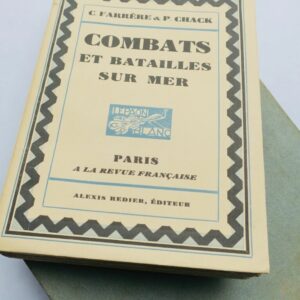 C. FARRÈRE & P. CHACK
COMBATS
ET BATAILLES
SUR MER
LE PAON
BLANC
PARIS
A LA REVUE FRANÇAISE
ALEXIS REDIER, ÉDITEUR